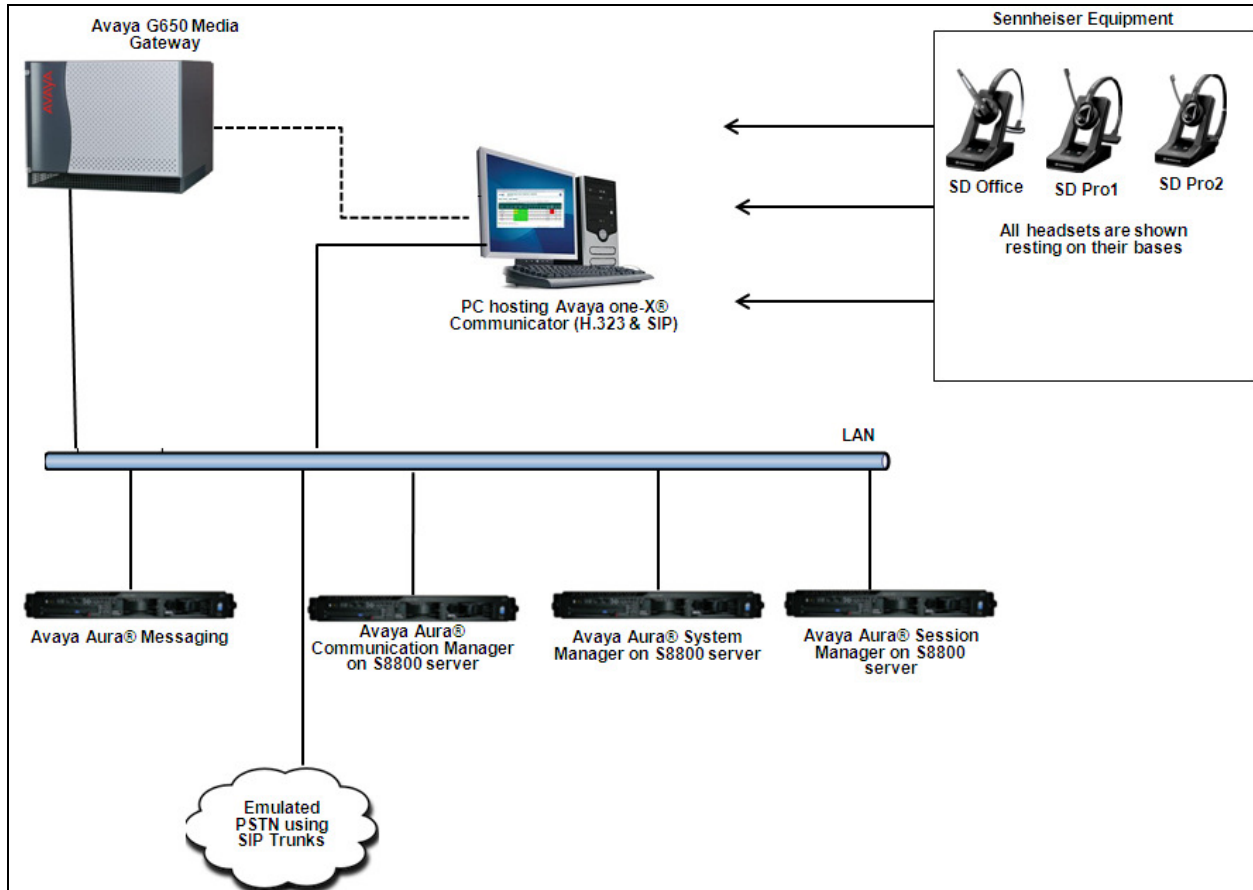 Avaya G650 Media
Gateway
AVAYA
Sennheiser Equipment
SD Office
SD Pro1
SD Pro2
All headsets are shown
resting on their bases
PC hosting Avaya one-X®
Communicator (H.323 & SIP)
LAN
Avaya Aura® Messaging
Avaya Aura®
Communication Manager
on S8800 server
Avaya Aura® System
Manager on S8800 server
Avaya Aura® Session
Manager on S8800
server
Emulated
PSTN using
SIP Trunks